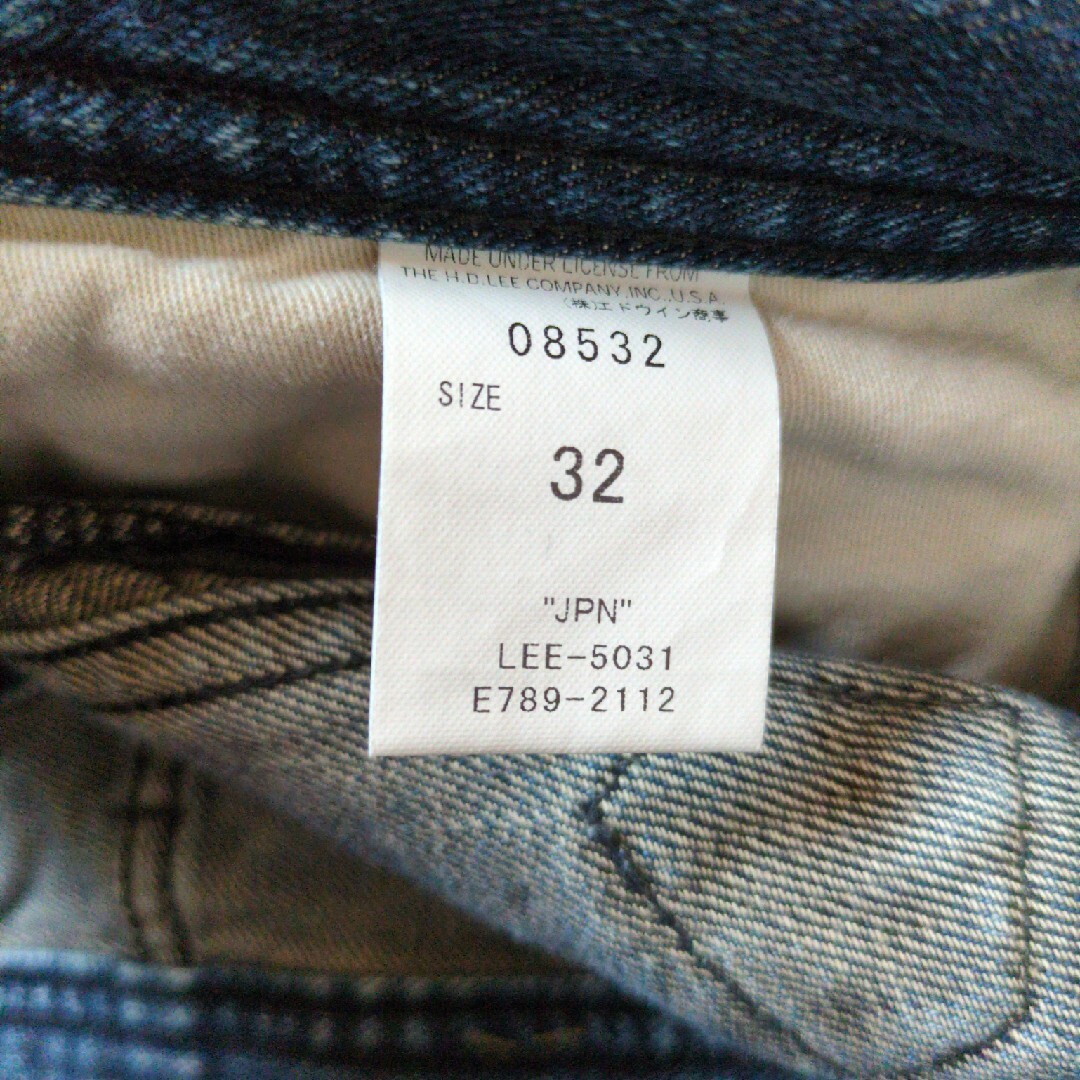 MADE UNDER LICENSE FROM
THE H.D.LEE COMPANY,INC.,U.S.A.
(株)エドウイン商事
08532
SIZE
32
"JPN"
LEE-5031
E789-2112